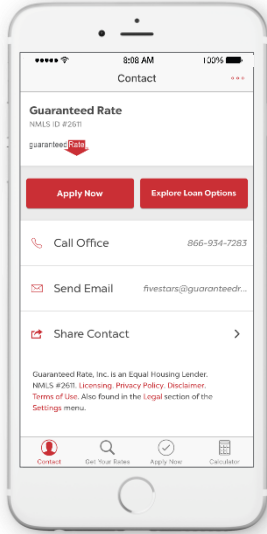 8:08 AM
100%
Contact
Guaranteed Rate
NMLS ID #2611
guaranteed Rate
Apply Now
Explore Loan Options
Call Office
866-934-7283
Send Email
fivestars@guaranteedr...
Share Contact
Guaranteed Rate, Inc. is an Equal Housing Lender.
NMLS #2611. Licensing. Privacy Policy. Disclaimer.
Terms of Use. Also found in the Legal section of the
Settings menu.
Contact
Get Your Rates
Apply Now
Calculator